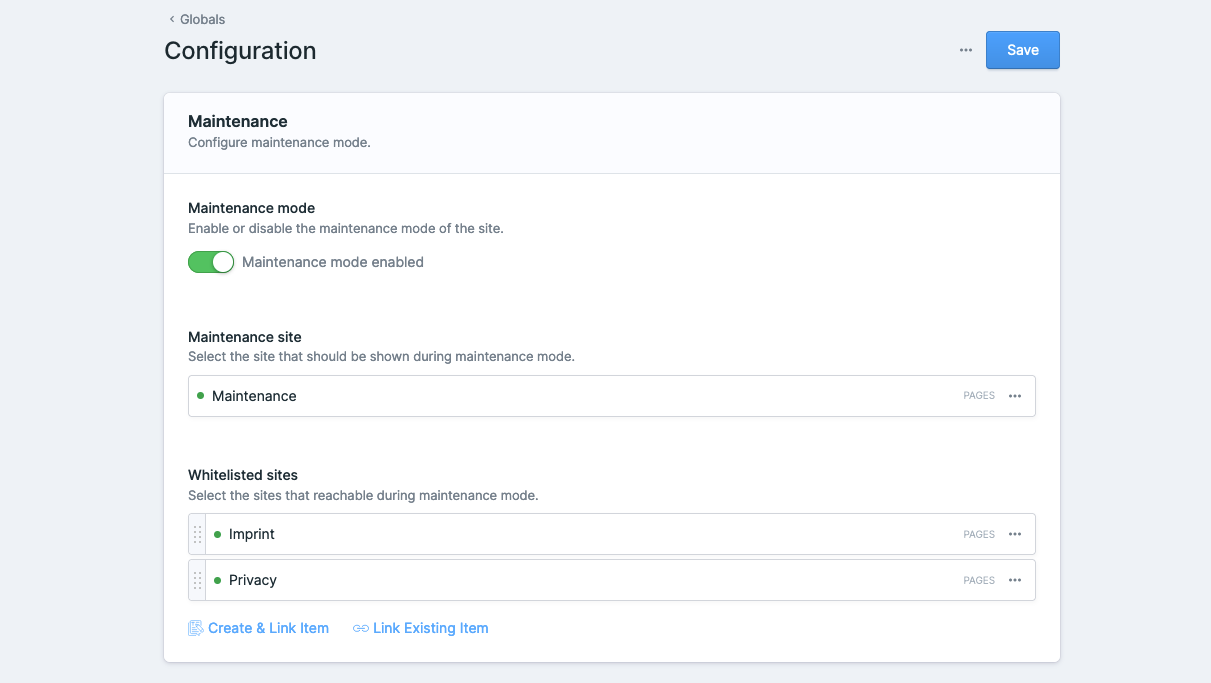 Globals
Configuration
Save
Maintenance
Configure maintenance mode.
Maintenance mode
Enable or disable the maintenance mode of the site.
Maintenance mode enabled
Maintenance site
Select the site that should be shown during maintenance mode.
Maintenance PAGES
Whitelisted sites
Select the sites that reachable during maintenance mode.
Imprint PAGES
Privacy PAGES
Create & Link Item Link Existing Item